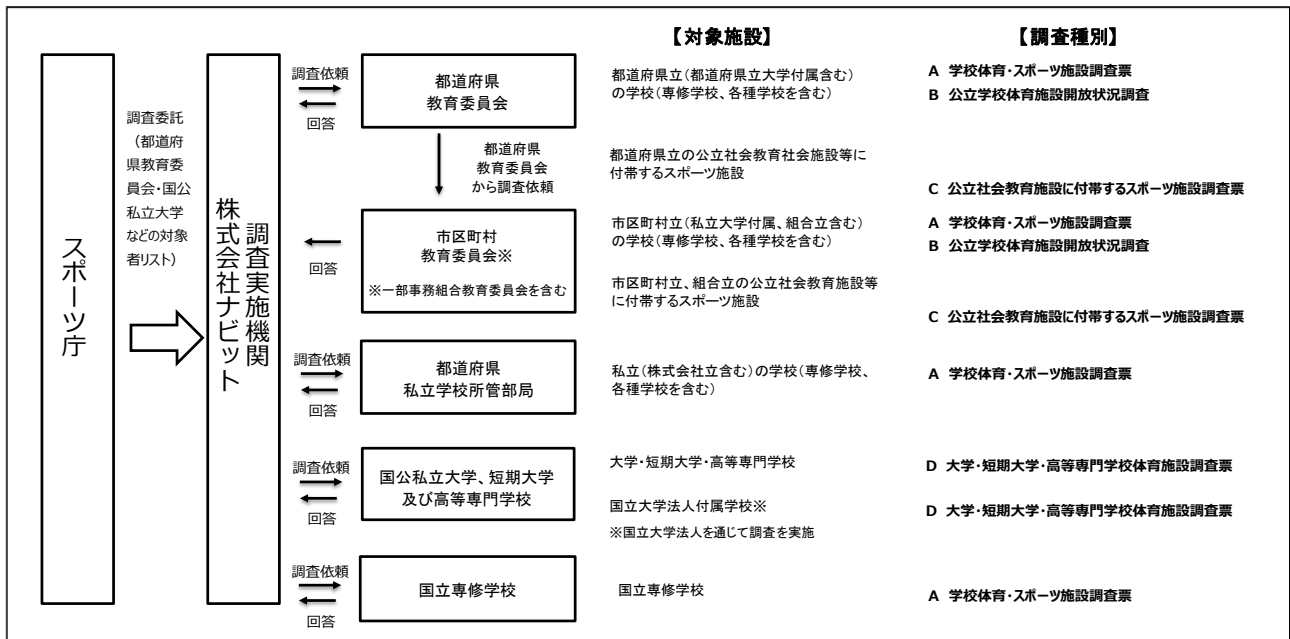 【対象施設】
【調査種別】
スポーツ庁
調査委託
(都道府
県教育委
員会・国公
私立大学
などの対象
者リスト)
調査実施機関
株式会社ナビット
調査依頼
回答
都道府県
教育委員会
都道府県立(都道府県立大学付属含む)
の学校(専修学校、各種学校を含む)
A 学校体育・スポーツ施設調査票
B 公立学校体育施設開放状況調査
都道府県
教育委員会
から調査依頼
都道府県立の公立社会教育社会施設等に
付帯するスポーツ施設
C 公立社会教育施設に付帯するスポーツ施設調査票
回答
市区町村
教育委員会※
※一部事務組合教育委員会を含む
市区町村立(私立大学付属、組合立含む)
の学校(専修学校、各種学校を含む)
A 学校体育・スポーツ施設調査票
B 公立学校体育施設開放状況調査
市区町村立、組合立の公立社会教育施設等
に付帯するスポーツ施設
C 公立社会教育施設に付帯するスポーツ施設調査票
調査依頼
回答
都道府県
私立学校所管部局
私立(株式会社立含む)の学校(専修学校、
各種学校を含む)
A 学校体育・スポーツ施設調査票
調査依頼
回答
国公私立大学、短期大学
及び高等専門学校
大学・短期大学・高等専門学校
D 大学・短期大学・高等専門学校体育施設調査票
国立大学法人付属学校※
※国立大学法人を通じて調査を実施
D 大学・短期大学・高等専門学校体育施設調査票
調査依頼
回答
国立専修学校
国立専修学校
A 学校体育・スポーツ施設調査票